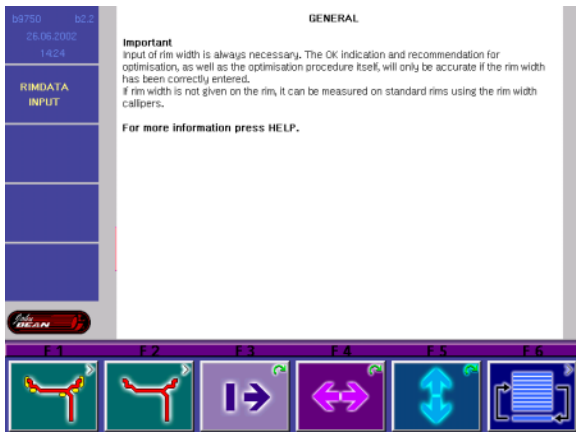 b9750 b2.2
26.06.2002
14:24
RIMDATA
INPUT
GENERAL
Important
Input of rim width is always necessary. The OK indication and recommendation for
optimisation, as well as the optimisation procedure itself, will only be accurate if the rim width
has been correctly entered.
If rim width is not given on the rim, it can be measured on standard rims using the rim width
callipers.
For more information press HELP.
John
BEAN
F 1 F 2 F 3 F 4 F 5 F 6